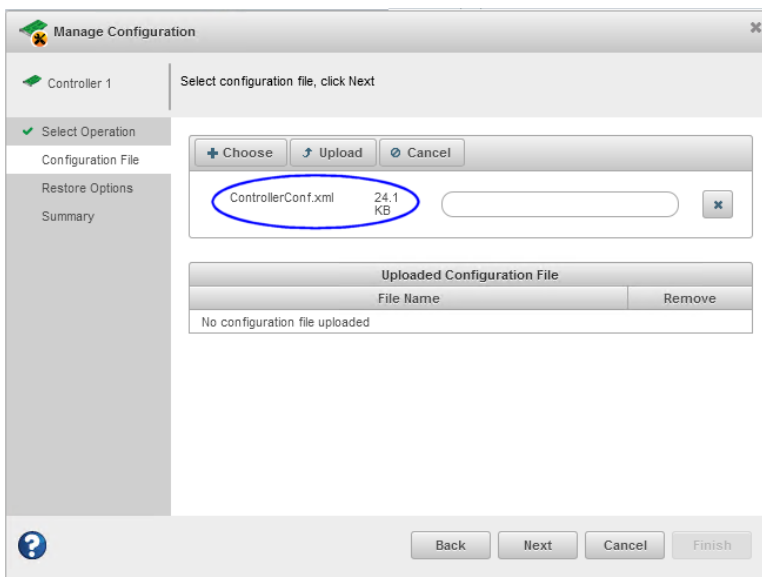 Manage Configuration
Controller 1
Select configuration file, click Next
Select Operation
Configuration File
Restore Options
Summary
Choose
Upload
Cancel
ControllerConf.xml
24.1
KB
Uploaded Configuration File
File Name
Remove
No configuration file uploaded
?
Back
Next
Cancel
Finish